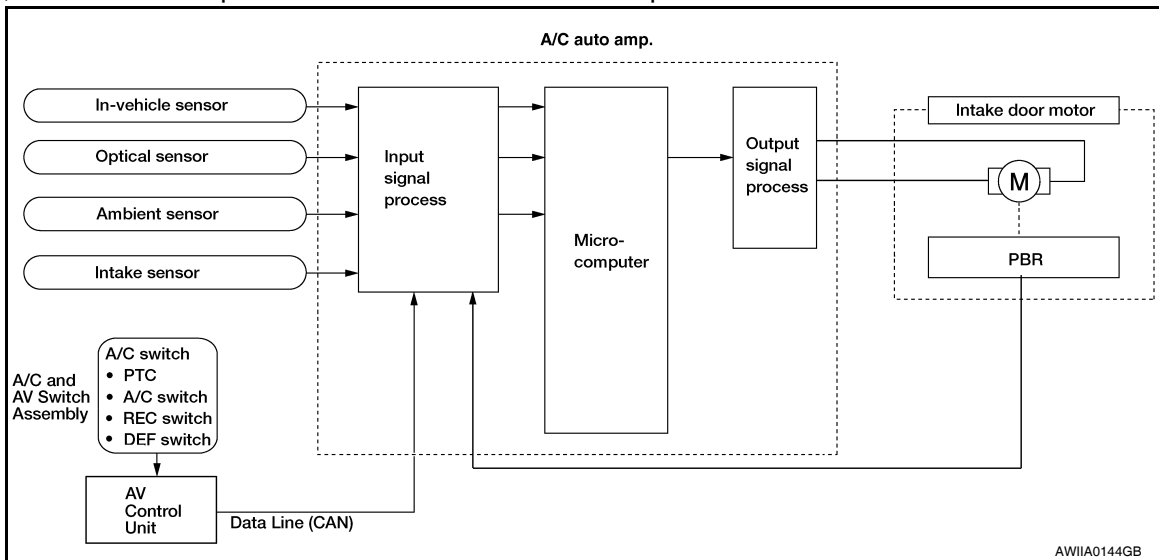 A/C auto amp.
In-vehicle sensor
Optical sensor
Ambient sensor
Intake sensor
Input
signal
process
Micro-
computer
Output
signal
process
Intake door motor
M
PBR
A/C and
AV Switch
Assembly
A/C switch
• PTC
• A/C switch
• REC switch
• DEF switch
AV
Control
Unit
Data Line (CAN)
AWIIA0144GB